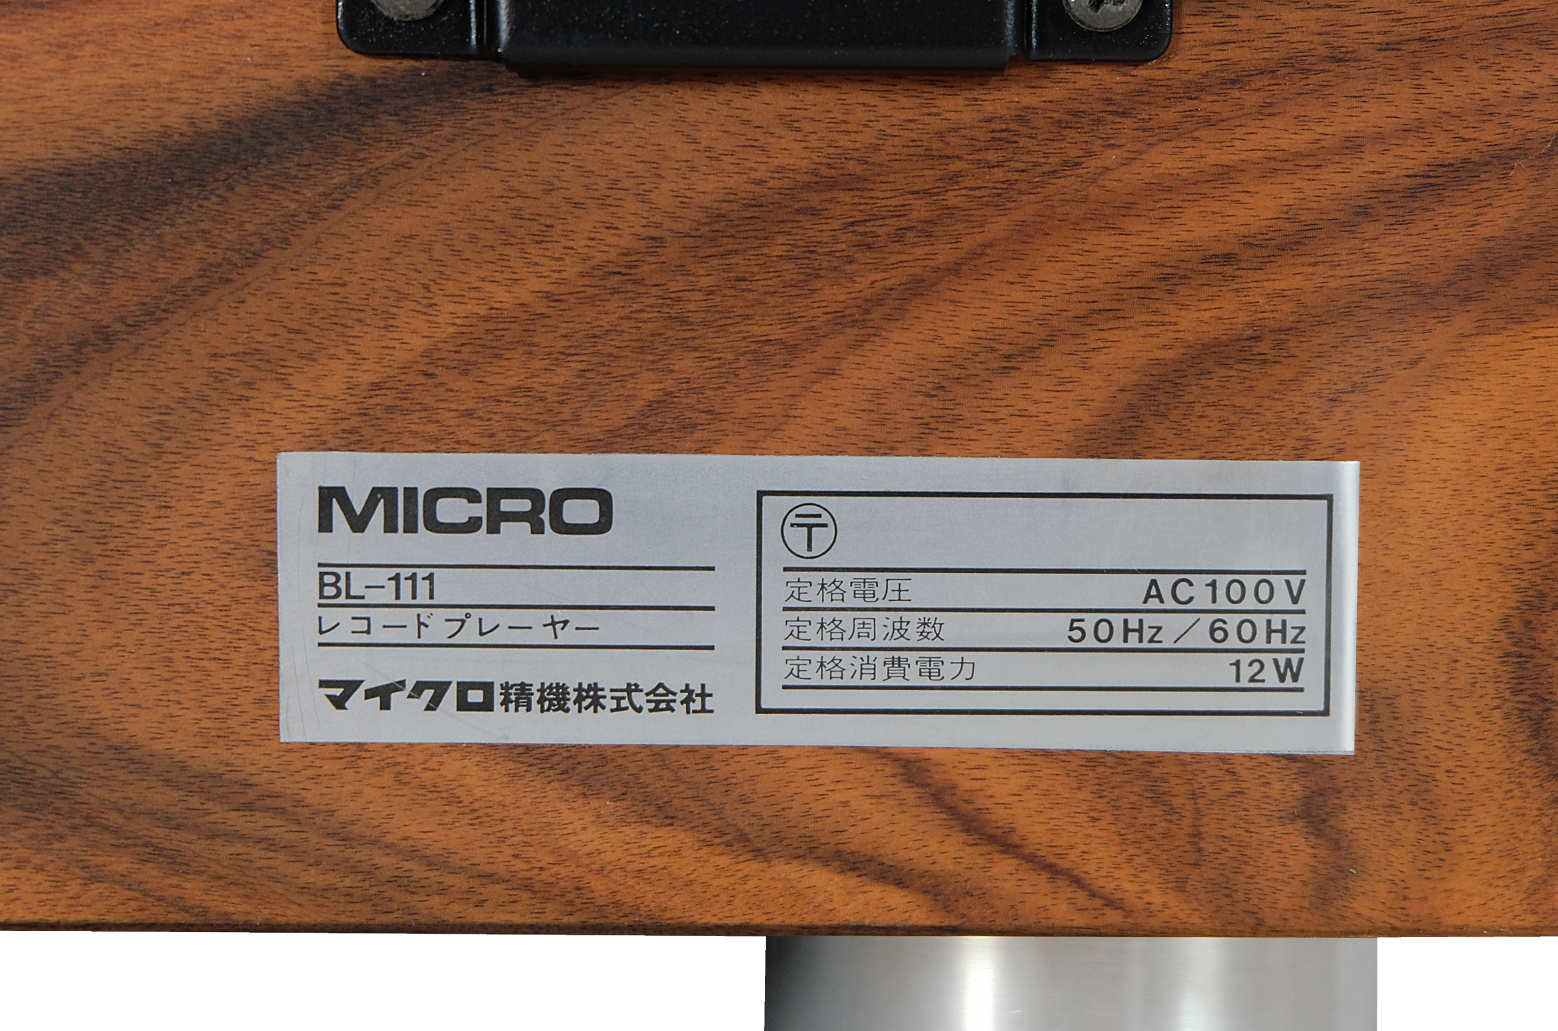 MICRO
BL-111
レコードプレーヤー
マイクロ精機株式会社
〒
定格電圧 AC100V
定格周波数 50Hz／60Hz
定格消費電力 12W